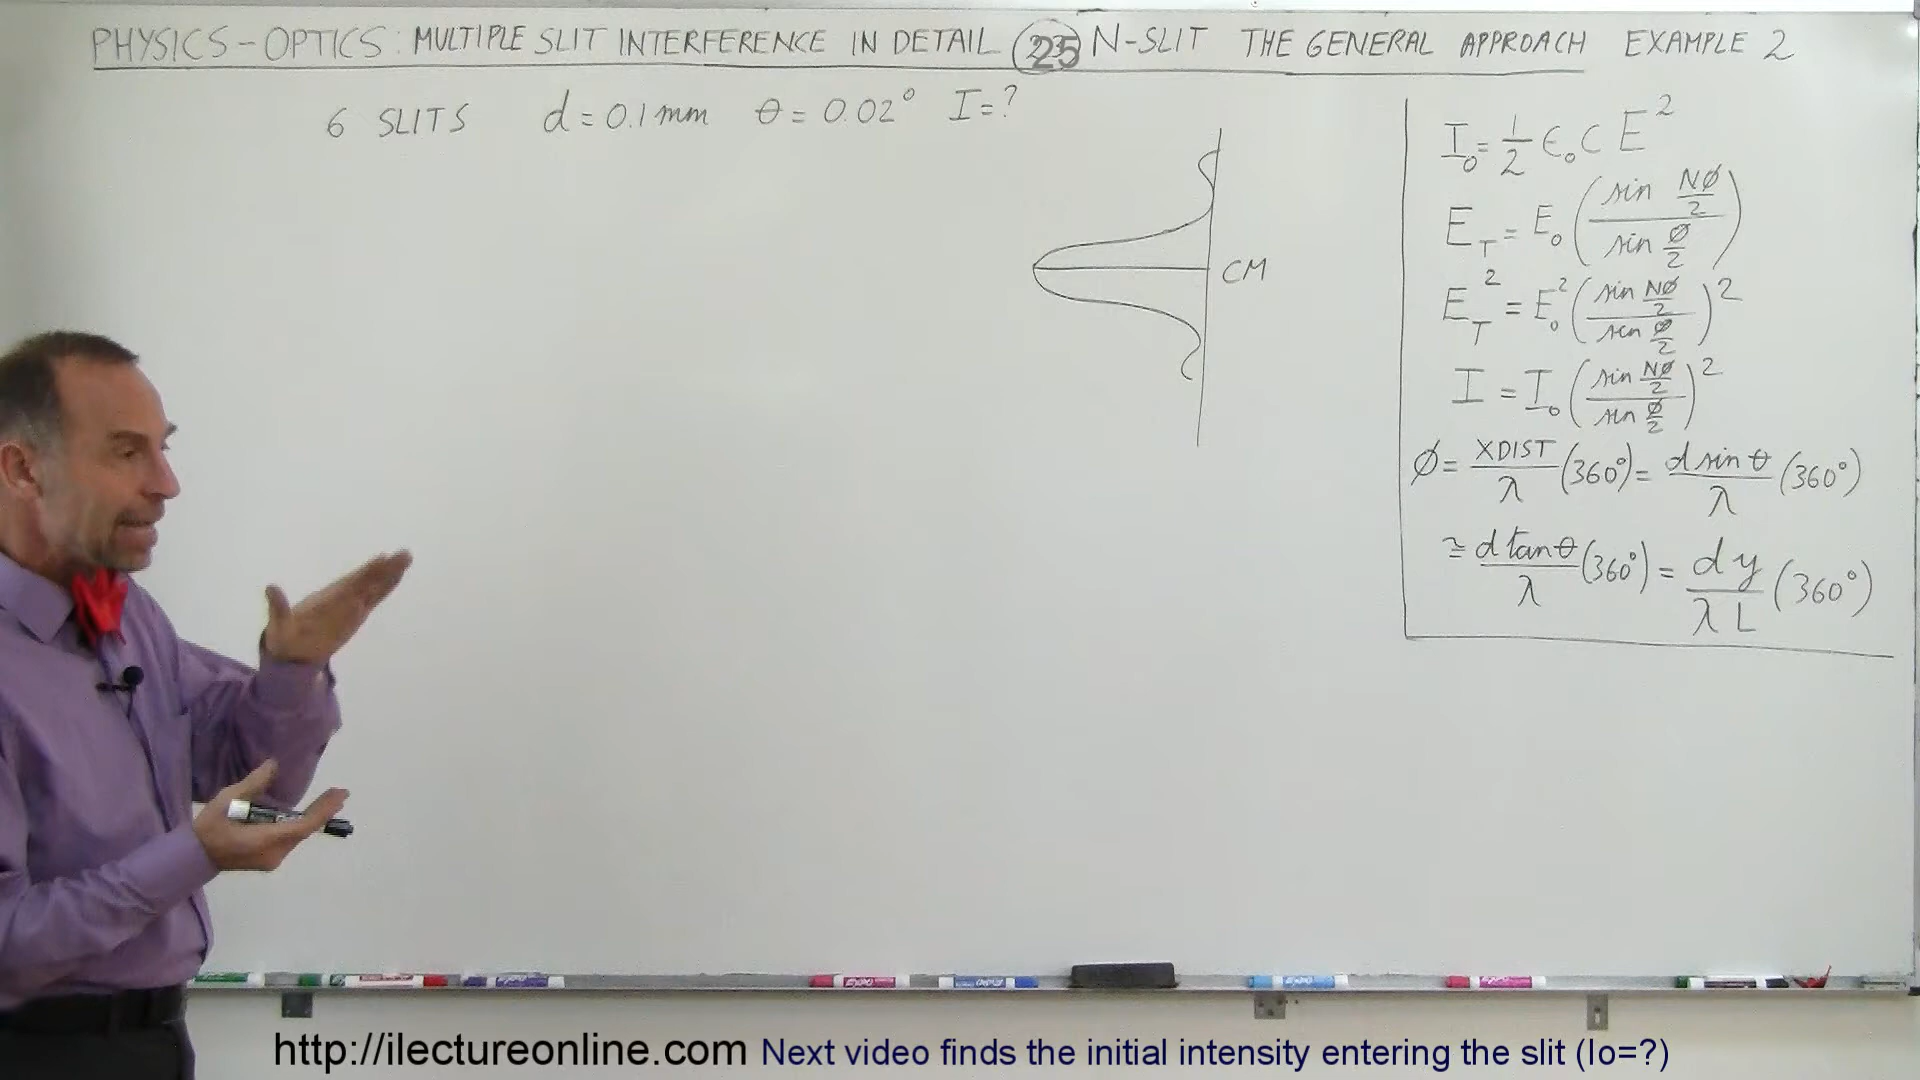 PHYSICS - OPTICS: MULTIPLE SLIT INTERFERENCE IN DETAIL 25 N-SLIT THE GENERAL APPROACH EXAMPLE 2
6 SLITS d = 0.1 mm θ = 0.02° I = ?
CM
I₀ = 1/2 ε₀ c E²
E_T = E₀ (sin Nφ/2 / sin φ/2)
E_T² = E₀² (sin Nφ/2 / sin φ/2)²
I = I₀ (sin Nφ/2 / sin φ/2)²
φ = XDIST/λ (360°) = d sin θ/λ (360°)
≅ d tan θ/λ (360°) = d y/λ L (360°)
http://ilectureonline.com Next video finds the initial intensity entering the slit (Io=?)